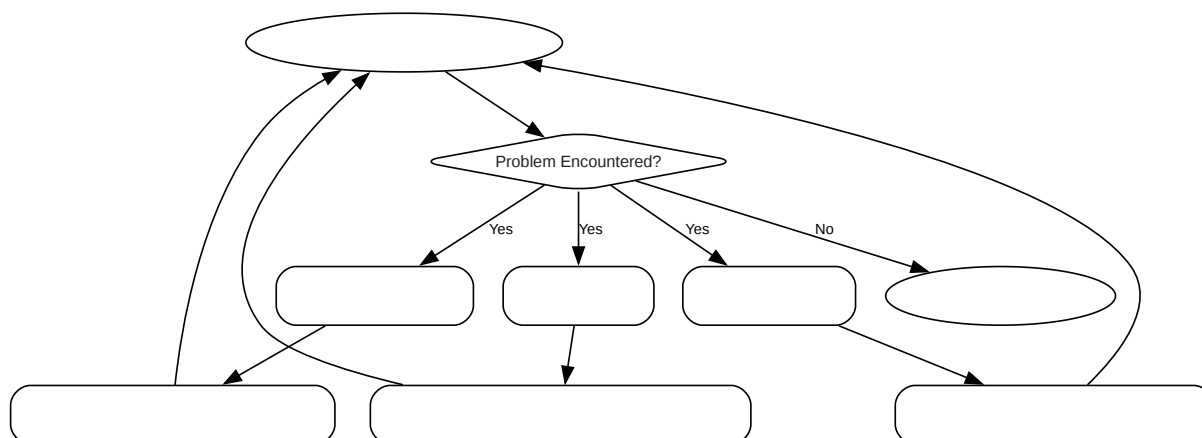 Problem Encountered?
Yes
Yes
Yes
No